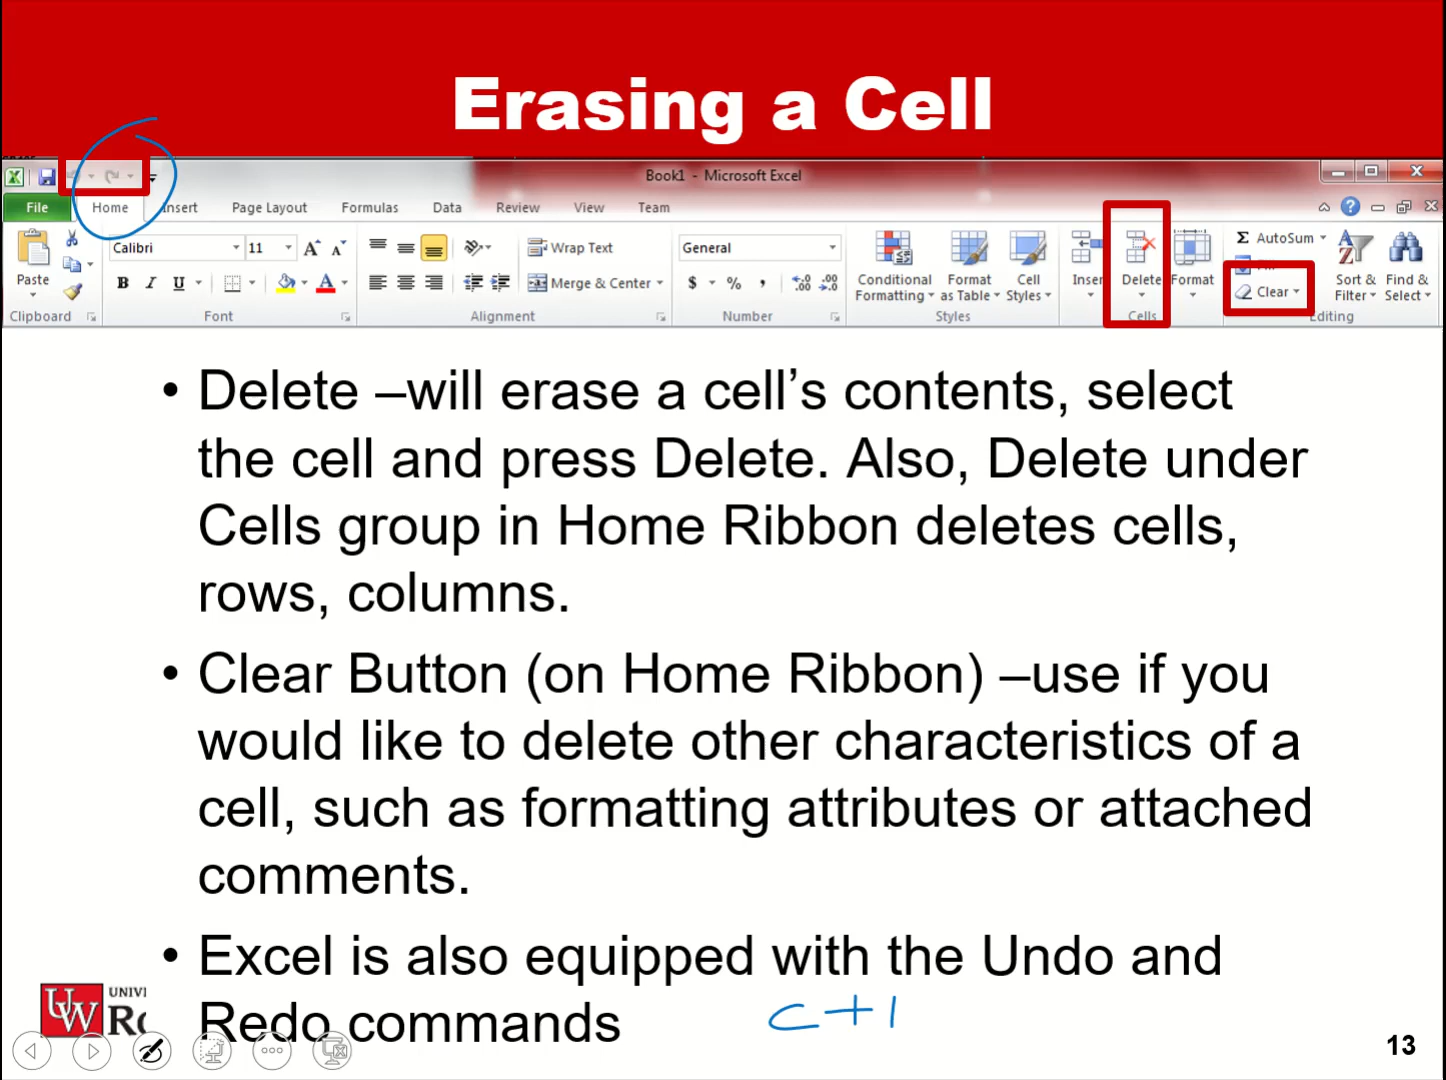 Erasing a Cell
Book1 - Microsoft Excel
File Home Insert Page Layout Formulas Data Review View Team
Calibri 11 Wrap Text General AutoSum
Paste Conditional Formatting Format as Table Cell Styles Insert Delete Format Sort & Filter Find & Select
B I U Merge & Center $ % , Clear
Clipboard Font Alignment Number Styles Cells Editing
• Delete –will erase a cell’s contents, select
the cell and press Delete. Also, Delete under
Cells group in Home Ribbon deletes cells,
rows, columns.
• Clear Button (on Home Ribbon) –use if you
would like to delete other characteristics of a
cell, such as formatting attributes or attached
comments.
• Excel is also equipped with the Undo and
Redo commands
UW
13